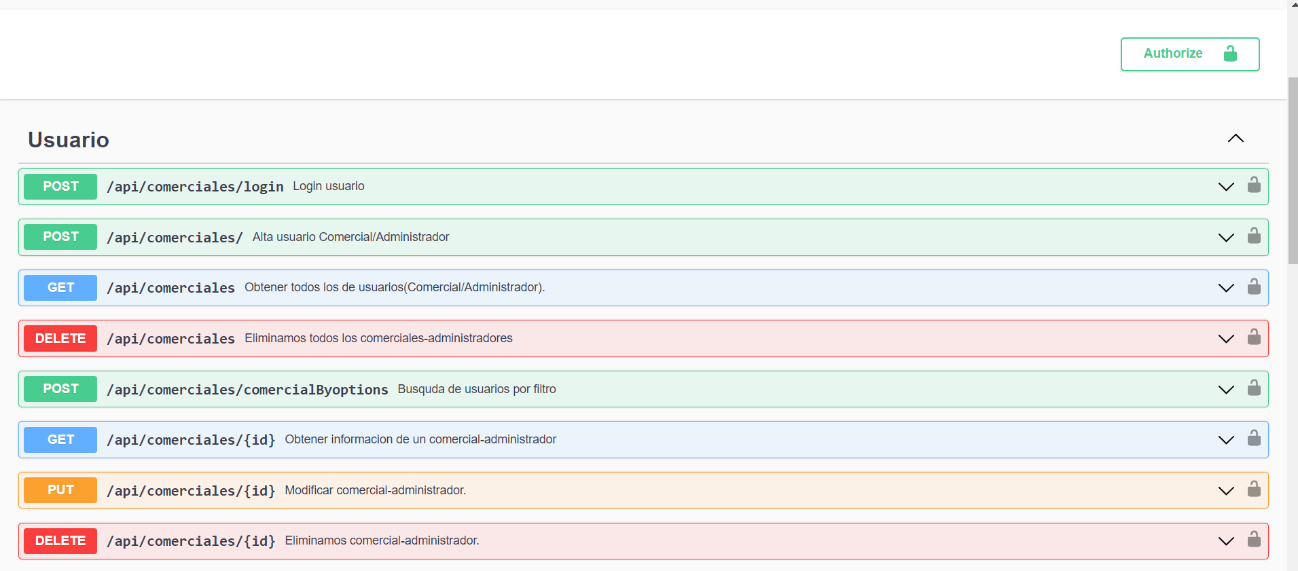 Authorize
Usuario
POST /api/comerciales/login Login usuario
POST /api/comerciales/ Alta usuario Comercial/Administrador
GET /api/comerciales Obtener todos los de usuarios(Comercial/Administrador).
DELETE /api/comerciales Eliminamos todos los comerciales-administradores
POST /api/comerciales/comercialByoptions Busquda de usuarios por filtro
GET /api/comerciales/{id} Obtener informacion de un comercial-administrador
PUT /api/comerciales/{id} Modificar comercial-administrador.
DELETE /api/comerciales/{id} Eliminamos comercial-administrador.